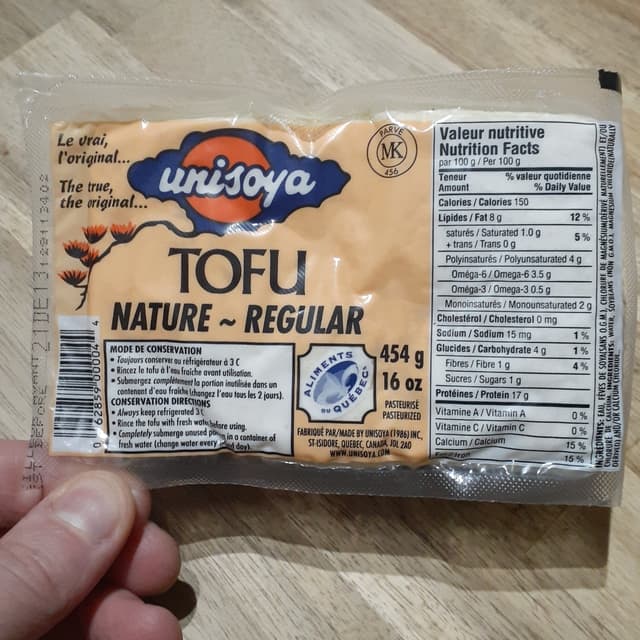 Le vrai,
l'original...
The true,
the original...
unisoya
PARVE
MK
456
TOFU
NATURE ~ REGULAR
MODE DE CONSERVATION
• Toujours conserver au réfrigérateur à 3 C
• Rincez le tofu à l'eau fraîche avant utilisation.
• Submergez complètement la portion inutilisée dans un
contenant d'eau fraîche (changez l'eau tous les 2 jours).
CONSERVATION DIRECTIONS
• Always keep refrigerated 3 C
• Rince the tofu with fresh water before using.
• Completely submerge unused in a container of
fresh water (change water every day).
ALIMENTS
DU QUÉBEC
454 g
16 oz
PASTEURISÉ
PASTEURIZED
FABRIQUÉ PAR/MADE BY UNISOYA (1986) INC,
ST-ISIDORE, QUEBEC, CANADA, J0L 2A0
WWW.UNISOYA.COM
0 62859 00004 4
21 DE 13
Valeur nutritive
Nutrition Facts
par 100 g / Per 100 g
Teneur % valeur quotidienne
Amount % Daily Value
Calories / Calories 150
Lipides / Fat 8 g 12 %
saturés / Saturated 1.0 g
+ trans / Trans 0 g 5 %
Polyinsaturés / Polyunsaturated 4 g
Oméga-6 / Omega-6 3.5 g
Oméga-3 / Omega-3 0.5 g
Monoinsaturés / Monounsaturated 2 g
Cholestérol / Cholesterol 0 mg
Sodium / Sodium 15 mg 1 %
Glucides / Carbohydrate 4 g 1 %
Fibres / Fibre 1 g 4 %
Sucres / Sugars 1 g
Protéines / Protein 17 g
Vitamine A / Vitamin A 0 %
Vitamine C / Vitamin C 0 %
Calcium / Calcium 15 %
Iron 15 %